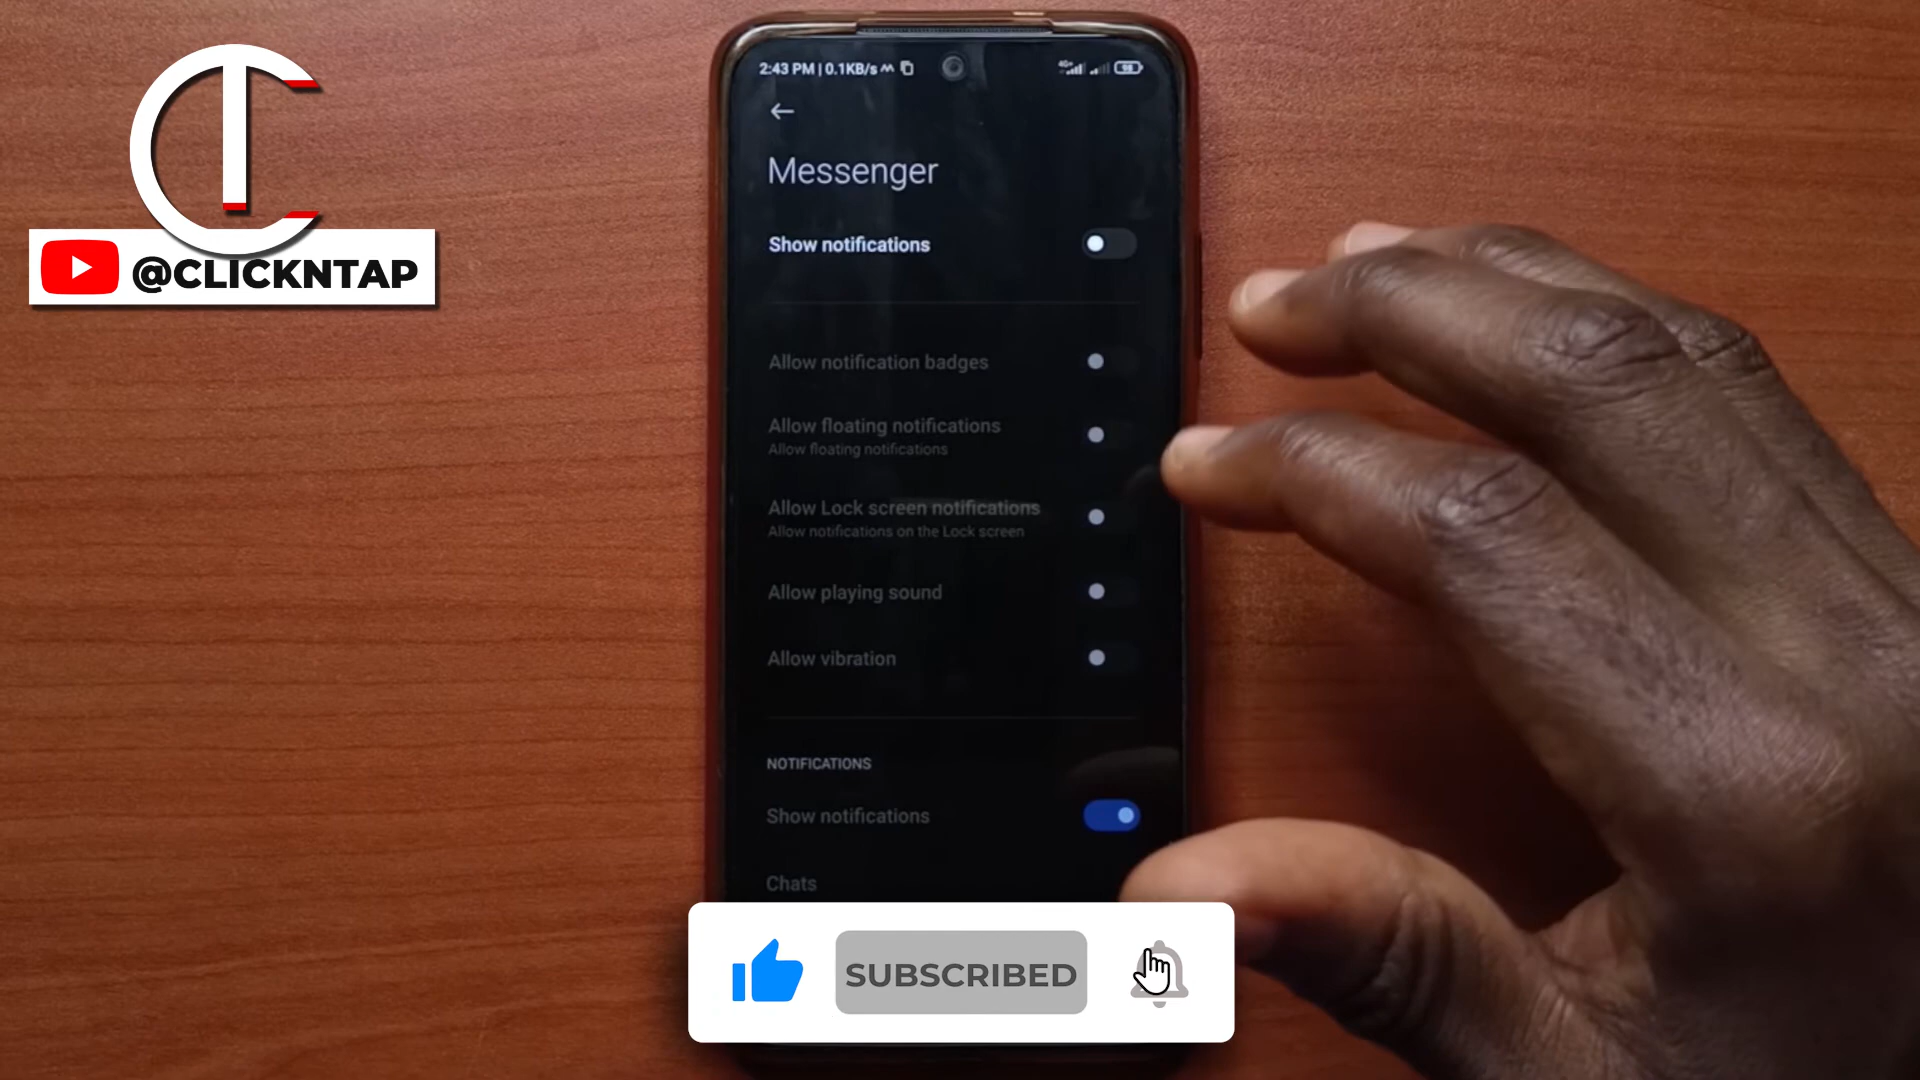 @CLICKNTAP
2:43 PM | 0.1KB/s
4G+
98
Messenger
Show notifications
Allow notification badges
Allow floating notifications
Allow floating notifications
Allow Lock screen notifications
Allow notifications on the Lock screen
Allow playing sound
Allow vibration
NOTIFICATIONS
Show notifications
Chats
SUBSCRIBED